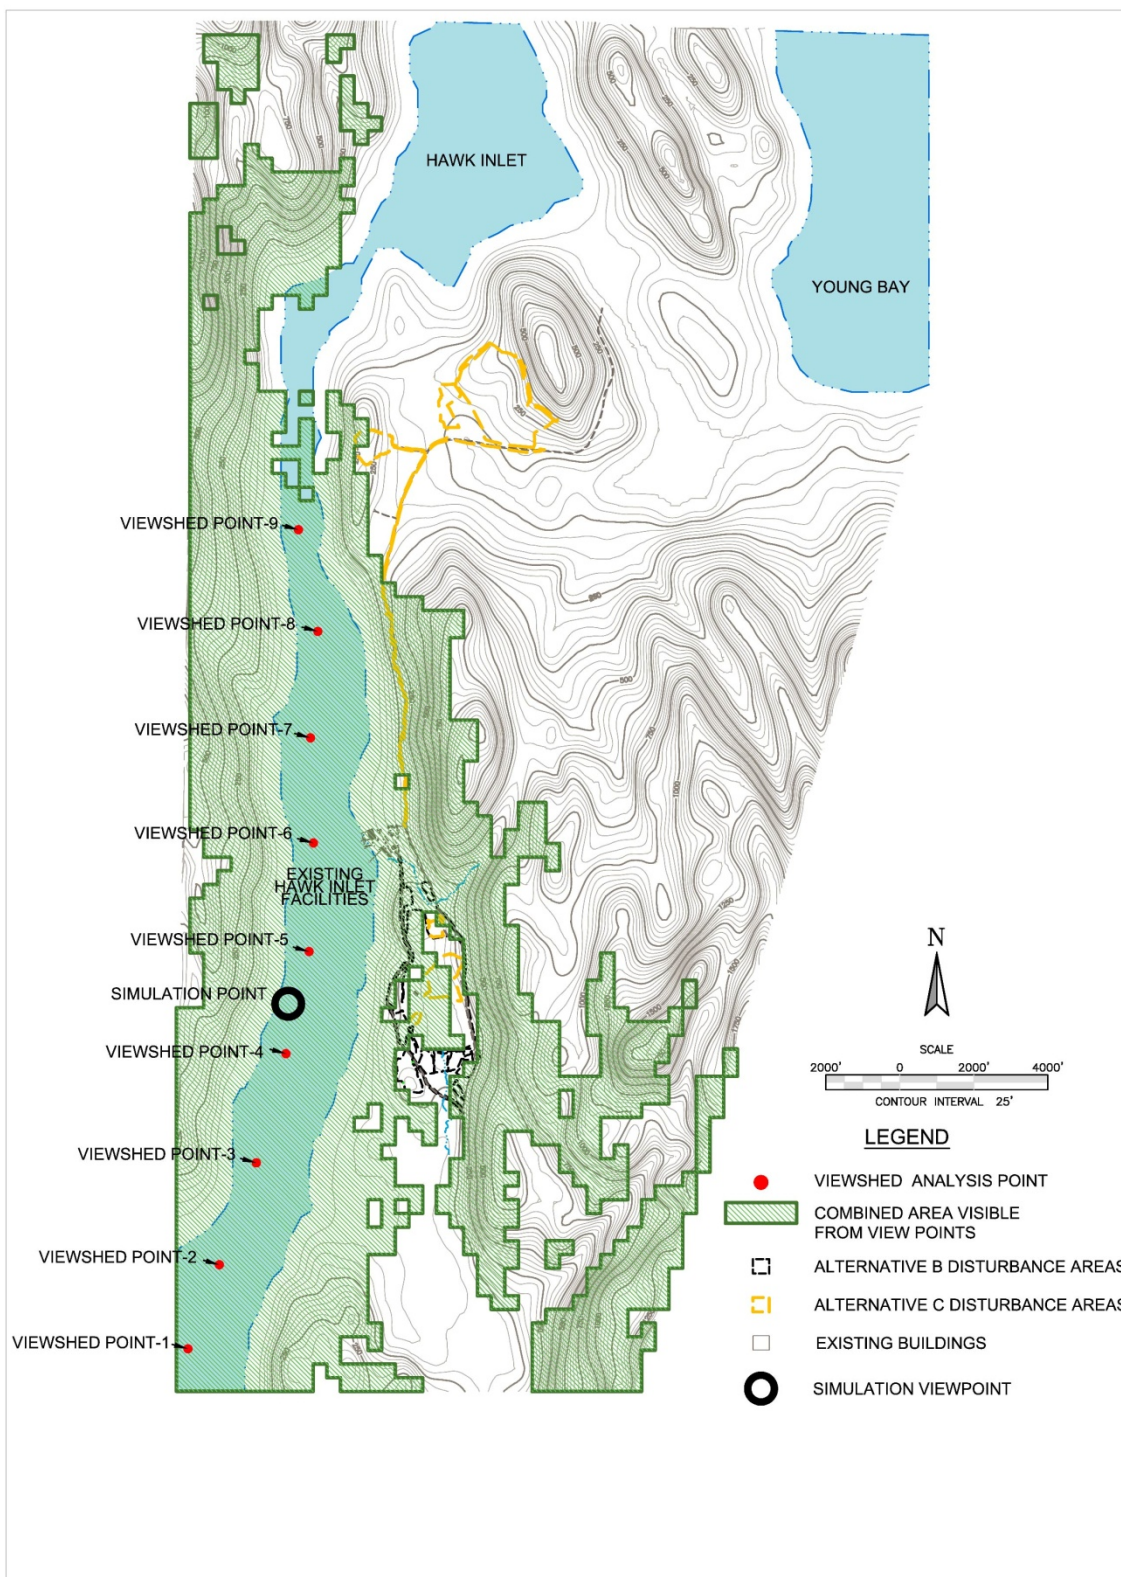 HAWK INLET
YOUNG BAY
VIEWSHED POINT-9
VIEWSHED POINT-8
VIEWSHED POINT-7
VIEWSHED POINT-6
EXISTING
HAWK INLET
FACILITIES
VIEWSHED POINT-5
SIMULATION POINT
VIEWSHED POINT-4
VIEWSHED POINT-3
VIEWSHED POINT-2
VIEWSHED POINT-1
N
SCALE
2000' 0 2000' 4000'
CONTOUR INTERVAL 25'
LEGEND
VIEWSHED ANALYSIS POINT
COMBINED AREA VISIBLE
FROM VIEW POINTS
ALTERNATIVE B DISTURBANCE AREAS
ALTERNATIVE C DISTURBANCE AREAS
EXISTING BUILDINGS
SIMULATION VIEWPOINT